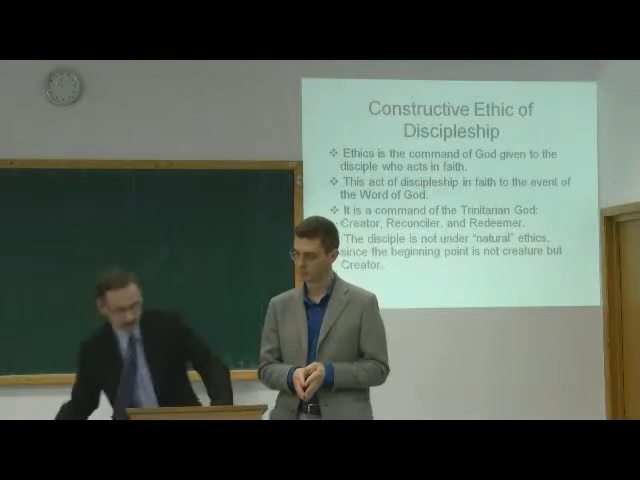 Constructive Ethic of
Discipleship
Ethics is the command of God given to the
disciple who acts in faith.
This act of discipleship in faith to the event of
the Word of God.
It is a command of the Trinitarian God:
Creator, Reconciler, and Redeemer.
The disciple is not under "natural" ethics,
since the beginning point is not creature but
Creator.